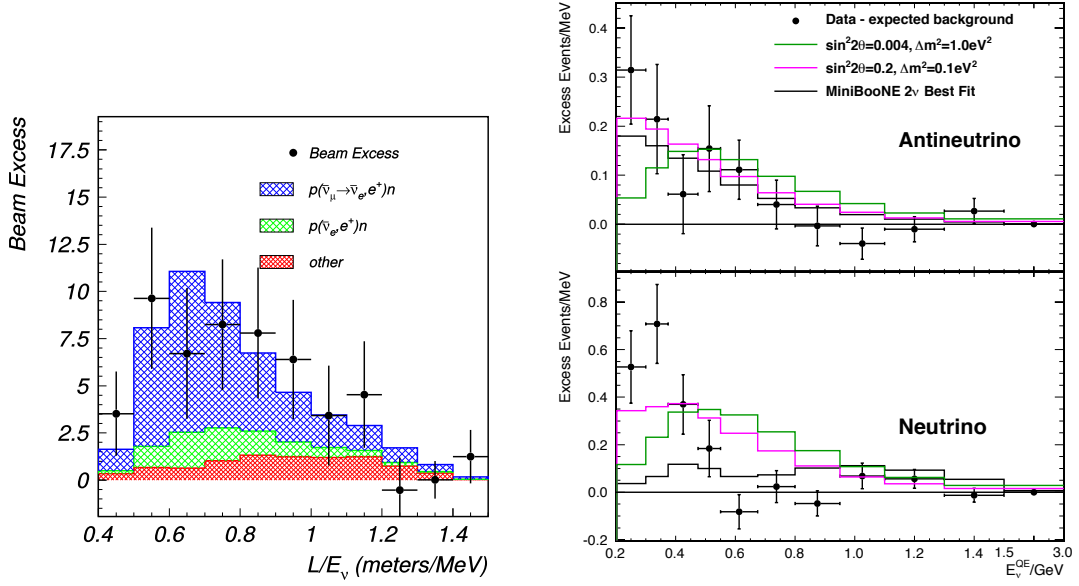 Beam Excess
17.5
15
12.5
10
7.5
5
2.5
0
Beam Excess
p(ν̄μ→ν̄e,e⁺)n
p(ν̄e,e⁺)n
other
0.4 0.6 0.8 1 1.2 1.4
L/Eν (meters/MeV)
Excess Events/MeV
0.4
0.3
0.2
0.1
0.0
Data - expected background
sin²2θ=0.004, Δm²=1.0eV²
sin²2θ=0.2, Δm²=0.1eV²
MiniBooNE 2ν Best Fit
Antineutrino
Excess Events/MeV
0.8
0.6
0.4
0.2
0.0
-0.2
Neutrino
0.2 0.4 0.6 0.8 1.0 1.2 1.4 1.5 3.0
EνQE/GeV